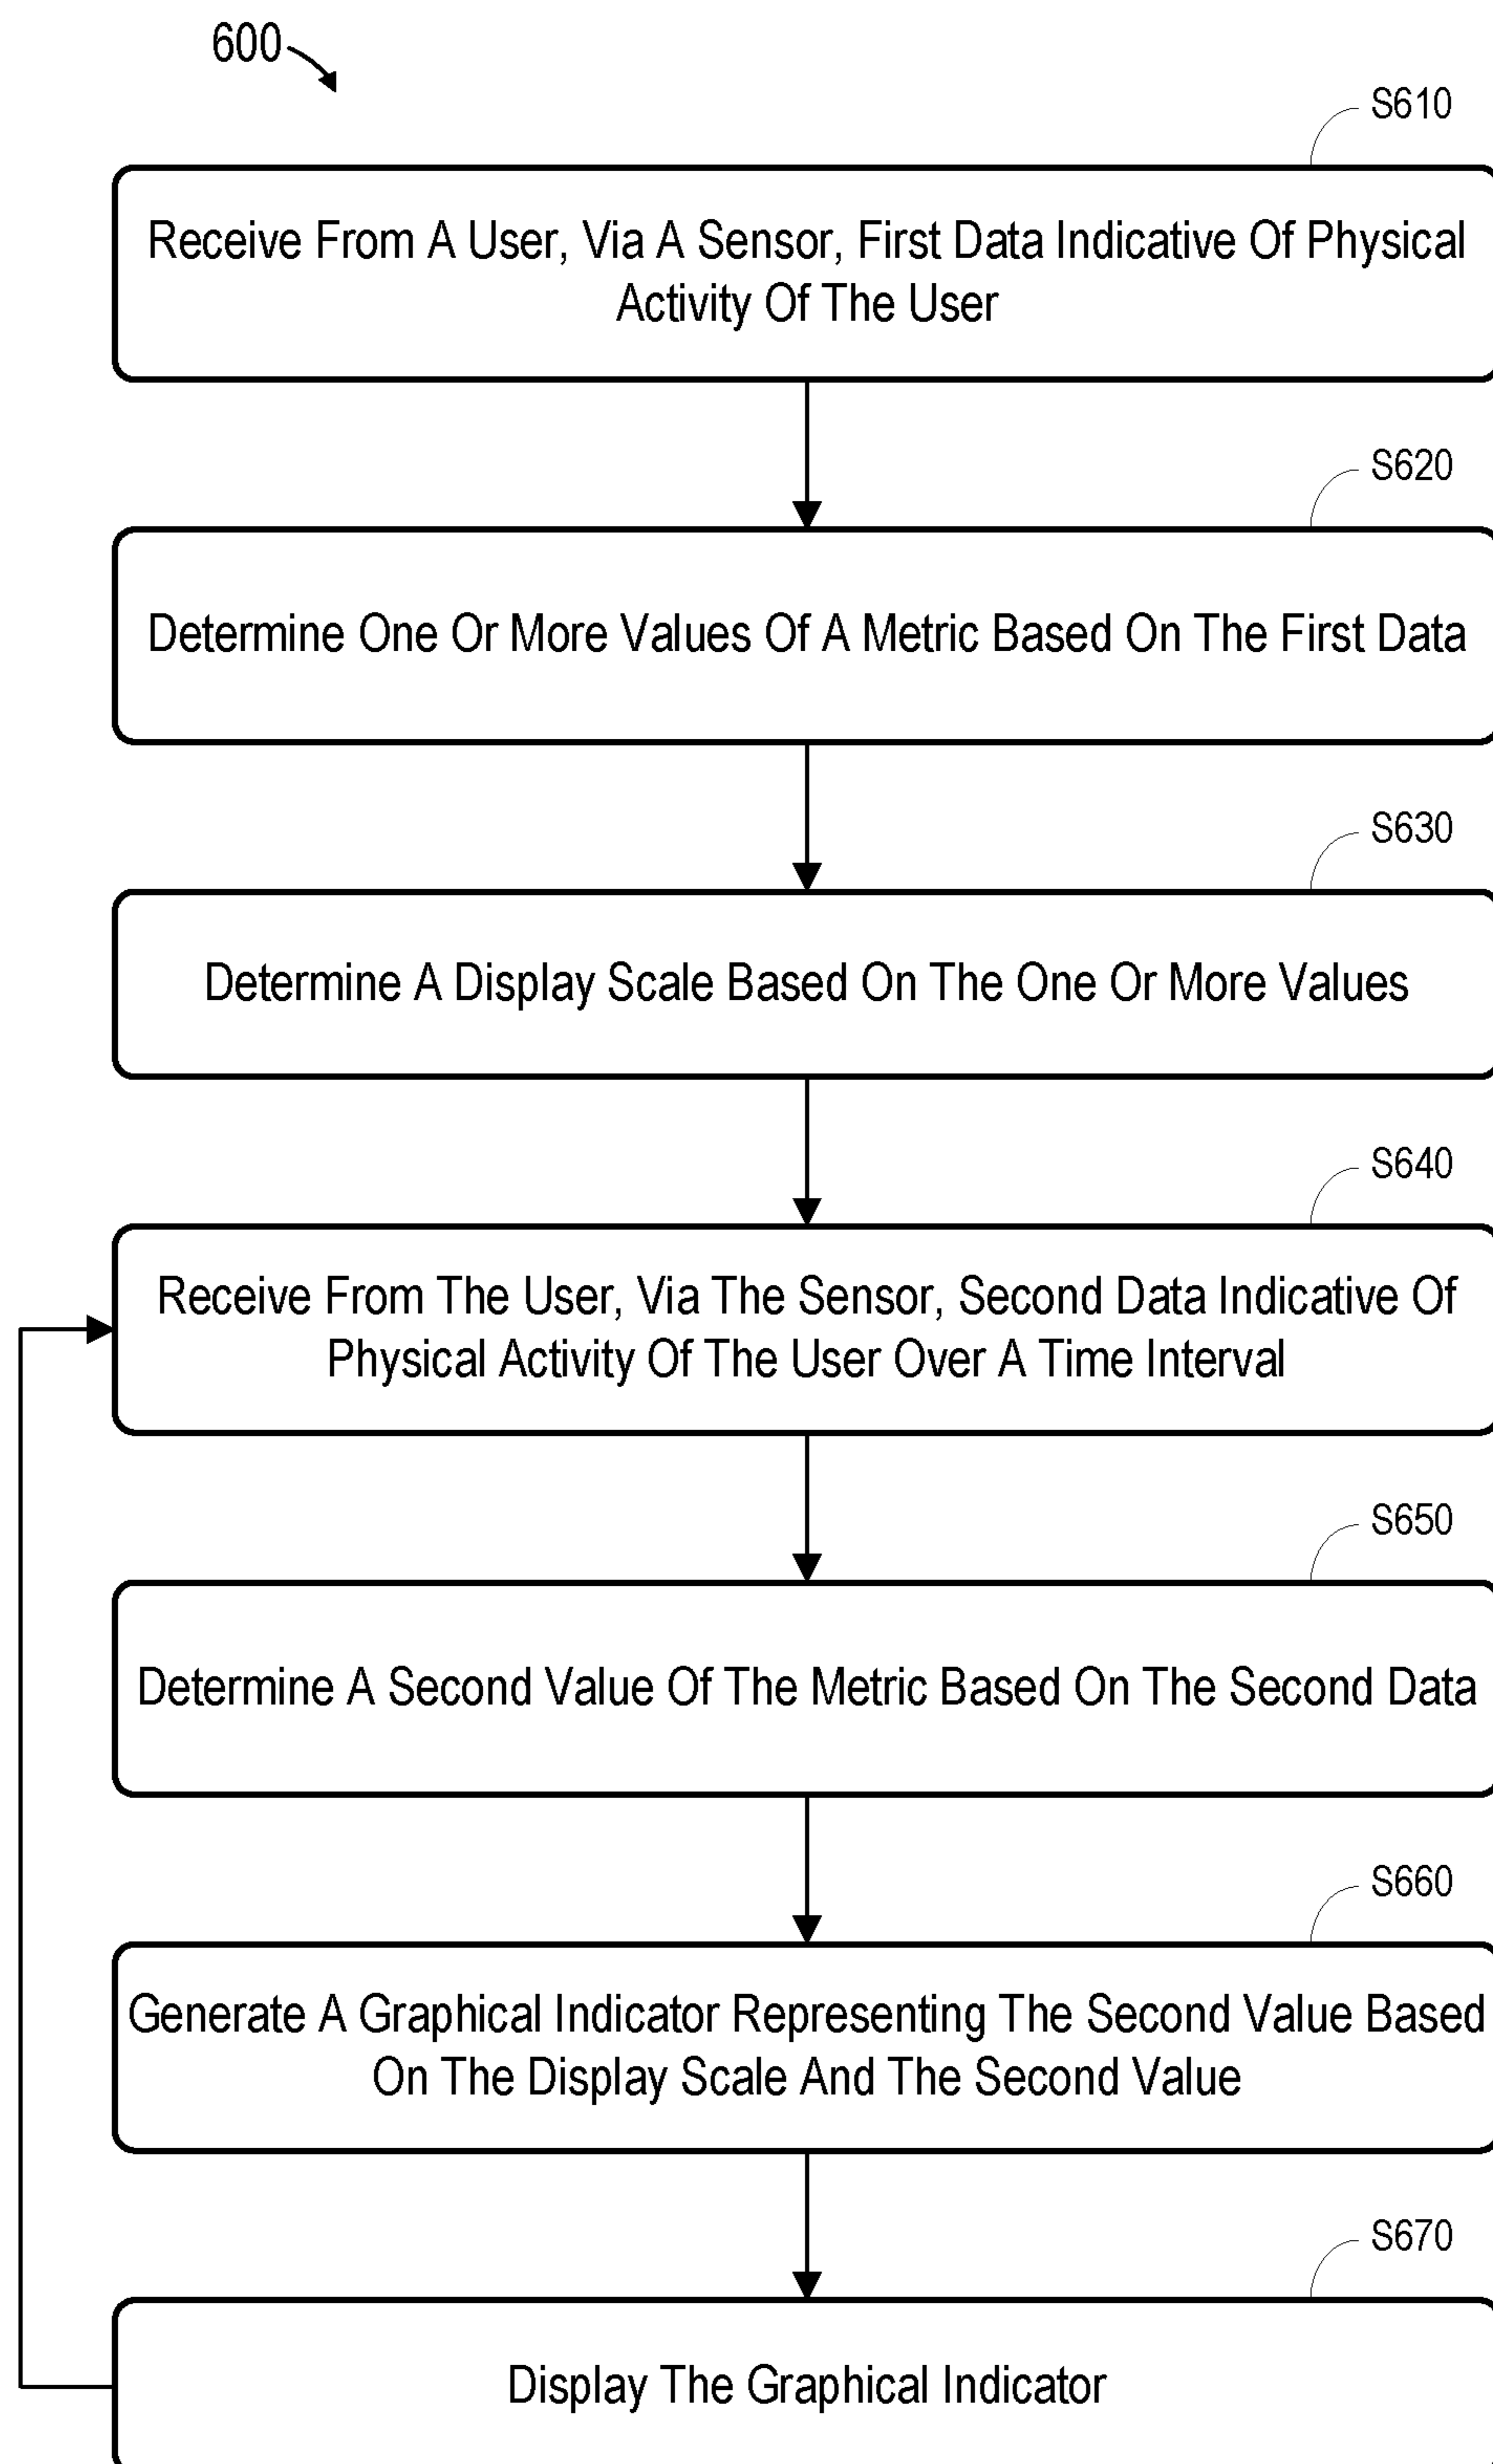 600
S610
Receive From A User, Via A Sensor, First Data Indicative Of Physical
Activity Of The User
S620
Determine One Or More Values Of A Metric Based On The First Data
S630
Determine A Display Scale Based On The One Or More Values
S640
Receive From The User, Via The Sensor, Second Data Indicative Of
Physical Activity Of The User Over A Time Interval
S650
Determine A Second Value Of The Metric Based On The Second Data
S660
Generate A Graphical Indicator Representing The Second Value Based
On The Display Scale And The Second Value
S670
Display The Graphical Indicator